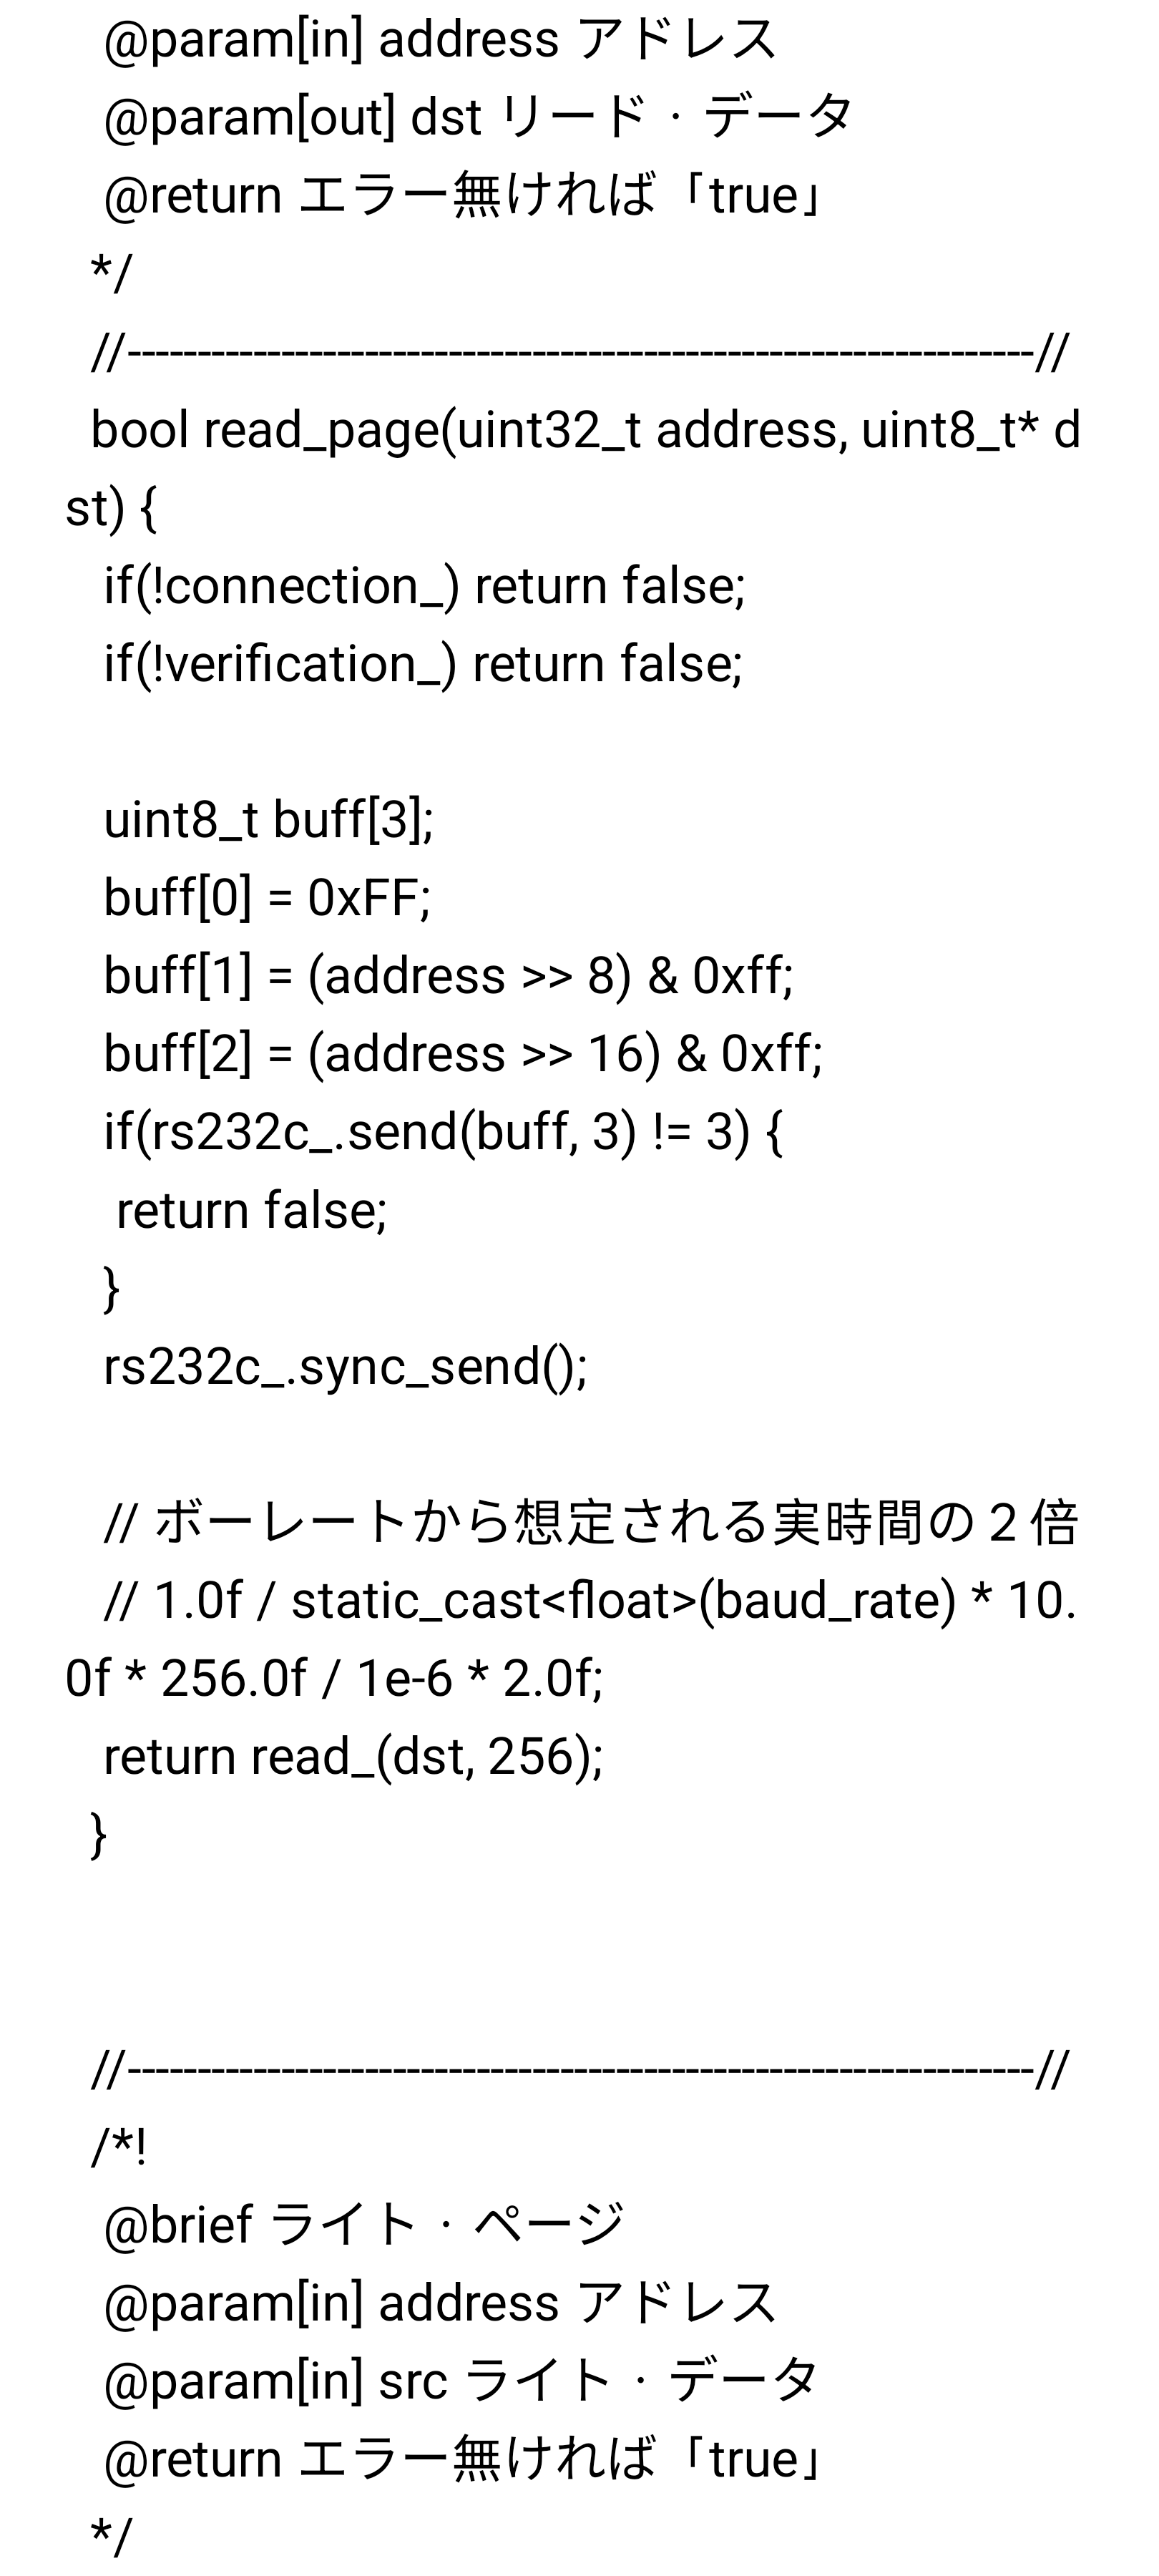 @param[in] address アドレス
@param[out] dst リード・データ
@return エラー無ければ「true」
*/
//-----------------------------------------------------------------//
bool read_page(uint32_t address, uint8_t* d
st) {
if(!connection_) return false;
if(!verification_) return false;
uint8_t buff[3];
buff[0] = 0xFF;
buff[1] = (address >> 8) & 0xff;
buff[2] = (address >> 16) & 0xff;
if(rs232c_.send(buff, 3) != 3) {
return false;
}
rs232c_.sync_send();
// ボーレートから想定される実時間の 2 倍
// 1.0f / static_cast<float>(baud_rate) * 10.
0f * 256.0f / 1e-6 * 2.0f;
return read_(dst, 256);
}
//-----------------------------------------------------------------//
/*!
@brief ライト・ページ
@param[in] address アドレス
@param[in] src ライト・データ
@return エラー無ければ「true」
*/